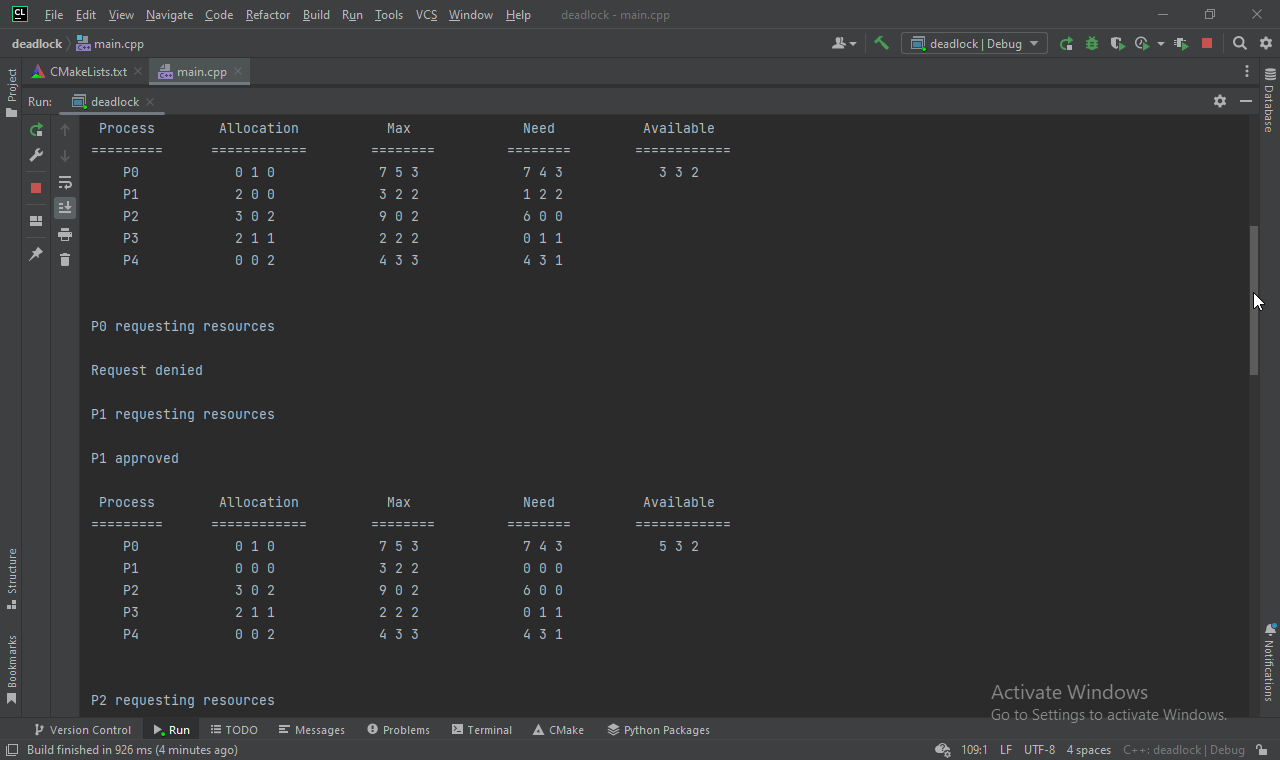 CL File Edit View Navigate Code Refactor Build Run Tools VCS Window Help deadlock - main.cpp
deadlock main.cpp deadlock | Debug
Project CMakeLists.txt main.cpp
Run: deadlock
Database
Process Allocation Max Need Available
========= ============ ======== ======== ============
P0 0 1 0 7 5 3 7 4 3 3 3 2
P1 2 0 0 3 2 2 1 2 2
P2 3 0 2 9 0 2 6 0 0
P3 2 1 1 2 2 2 0 1 1
P4 0 0 2 4 3 3 4 3 1
P0 requesting resources
Request denied
P1 requesting resources
P1 approved
Process Allocation Max Need Available
========= ============ ======== ======== ============
P0 0 1 0 7 5 3 7 4 3 5 3 2
P1 0 0 0 3 2 2 0 0 0
P2 3 0 2 9 0 2 6 0 0
P3 2 1 1 2 2 2 0 1 1
P4 0 0 2 4 3 3 4 3 1
P2 requesting resources
Structure
Bookmarks
Notifications
Activate Windows
Go to Settings to activate Windows.
Version Control Run TODO Messages Problems Terminal CMake Python Packages
Build finished in 926 ms (4 minutes ago) 109:1 LF UTF-8 4 spaces C++: deadlock | Debug